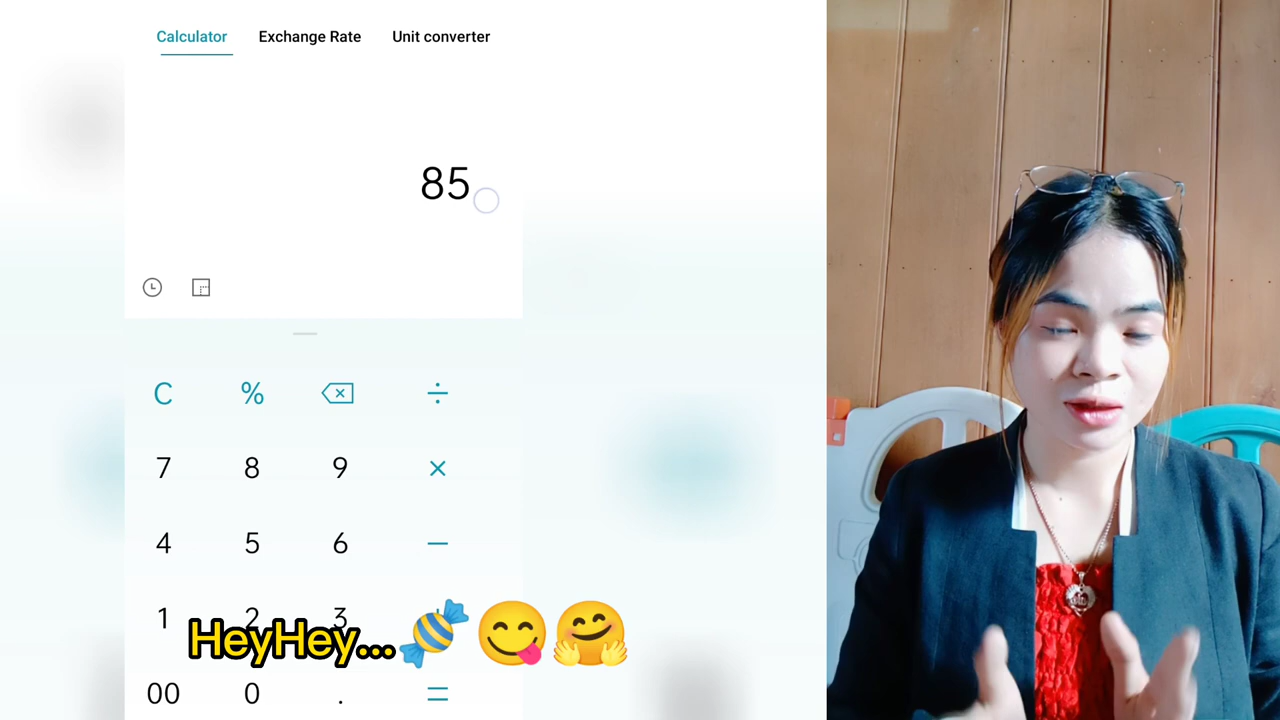 Calculator Exchange Rate Unit converter
85
C % ÷
7 8 9 ×
4 5 6 −
1 2 3 +
HeyHey...
00 0 . =